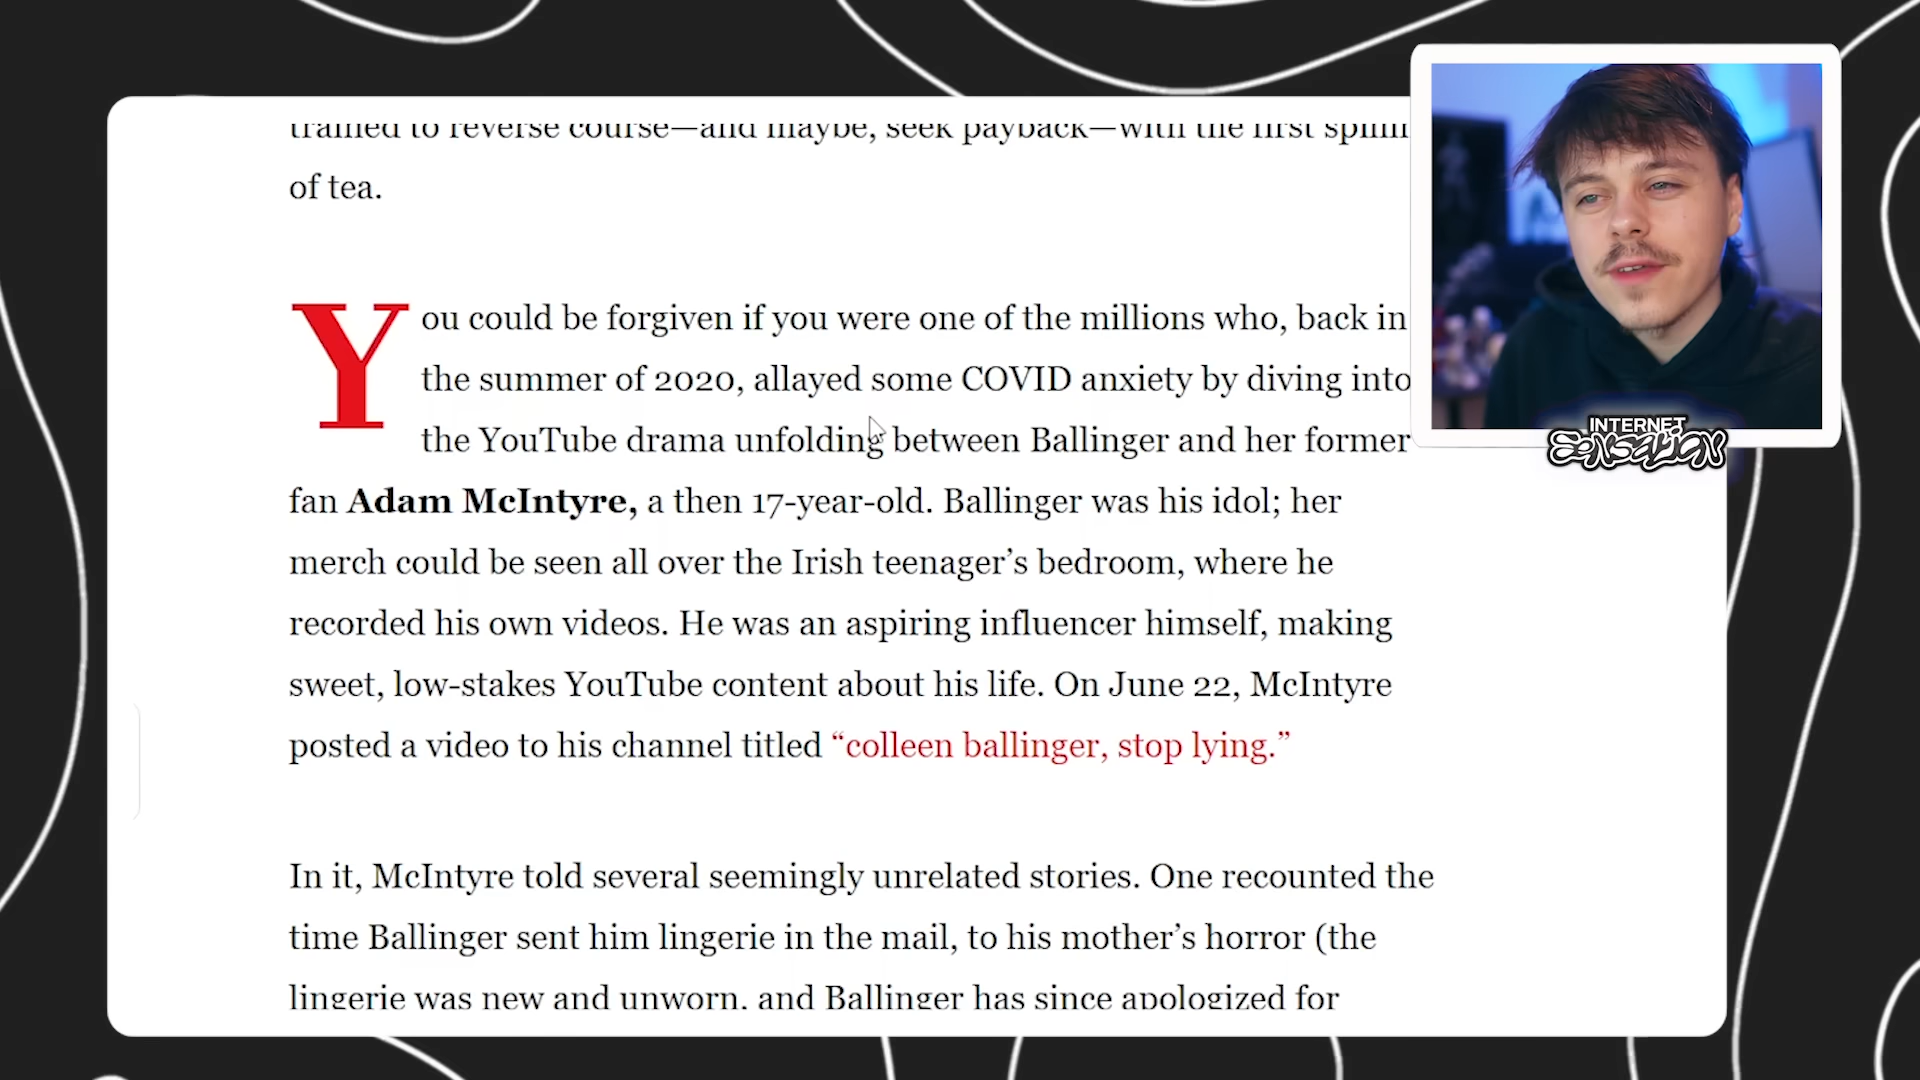 trained to reverse course—and maybe, seek payback—with the first
of tea.
You could be forgiven if you were one of the millions who, back in
the summer of 2020, allayed some COVID anxiety by diving into
the YouTube drama unfolding between Ballinger and her former
fan Adam McIntyre, a then 17-year-old. Ballinger was his idol; her
merch could be seen all over the Irish teenager’s bedroom, where he
recorded his own videos. He was an aspiring influencer himself, making
sweet, low-stakes YouTube content about his life. On June 22, McIntyre
posted a video to his channel titled “colleen ballinger, stop lying.”
In it, McIntyre told several seemingly unrelated stories. One recounted the
time Ballinger sent him lingerie in the mail, to his mother’s horror (the
lingerie was new and unworn, and Ballinger has since apologized for
INTERNET
SENSATION